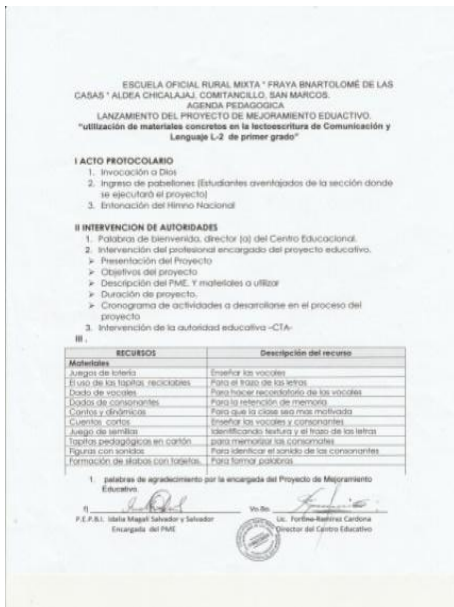 ESCUELA OFICIAL RURAL MIXTA " FRAYA BNARTOLOMÉ DE LAS
CASAS " ALDEA CHICALAJAJ, COMITANCILLO, SAN MARCOS.
AGENDA PEDAGOGICA
LANZAMIENTO DEL PROYECTO DE MEJORAMIENTO EDUACTIVO.
"utilización de materiales concretos en la lectoescritura de Comunicación y
Lenguaje L-2 de primer grado"
I ACTO PROTOCOLARIO
1. Invocación a Dios
2. Ingreso de pabellones (Estudiantes aventajados de la sección donde
se ejecutará el proyecto)
3. Entonación del Himno Nacional
II INTERVENCION DE AUTORIDADES
1. Palabras de bienvenida, director (a) del Centro Educacional.
2. Intervención del profesional encargado del proyecto educativo.
➢ Presentación del Proyecto
➢ Objetivos del proyecto
➢ Descripción del PME. Y materiales a utilizar
➢ Duración de proyecto.
➢ Cronograma de actividades a desarrollarse en el proceso del
proyecto
3. Intervención de la autoridad educativa –CTA-
III .
RECURSOS Descripción del recurso
Materiales
Juegos de lotería Enseñar las vocales
El uso de las tapitas reciclables Para el trazo de las letras
Dado de vocales Para hacer recordatorio de las vocales
Dados de consonantes Para la retención de memoria
Cantos y dinámicas Para que la clase sea mas motivada
Cuentos cortos Enseñar las vocales y consonantes
Juego de semillas Identificando textura y el trazo de las letras
Tapitas pedagógicas en cartón para memorizar las consonates
Figuras con sonidos Para identicar el sonido de las consonantes
Formación de silabas con tarjetas. Para formar palabras
1. palabras de agradecimiento por la encargada del Proyecto de Mejoramiento
Educativo.
f) Vo.Bo.
P.E.P.B.I. Idalia Magali Salvador y Salvador Lic. Fortino Ramírez Cardona
Encargada del PME Director del Centro Educativo